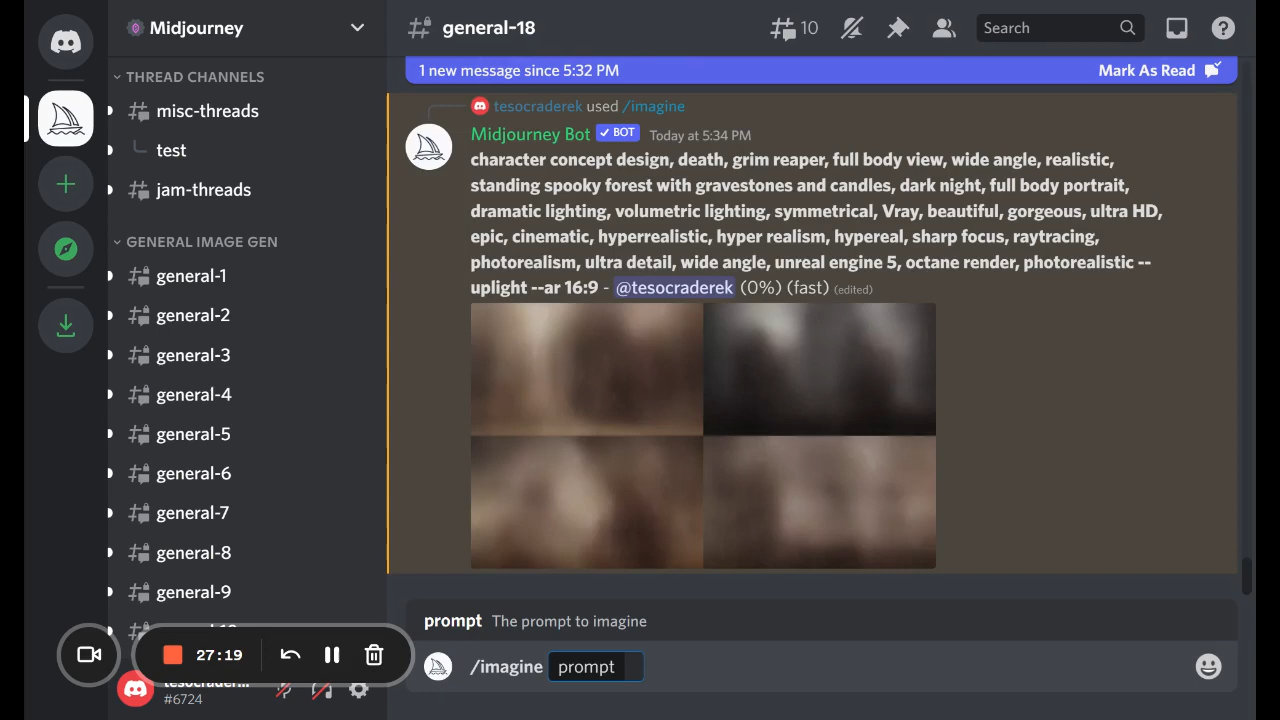 Midjourney
general-18
10
Search
1 new message since 5:32 PM
Mark As Read
THREAD CHANNELS
misc-threads
test
jam-threads
GENERAL IMAGE GEN
general-1
general-2
general-3
general-4
general-5
general-6
general-7
general-8
general-9
tesocraderek used /imagine
Midjourney Bot BOT Today at 5:34 PM
character concept design, death, grim reaper, full body view, wide angle, realistic,
standing spooky forest with gravestones and candles, dark night, full body portrait,
dramatic lighting, volumetric lighting, symmetrical, Vray, beautiful, gorgeous, ultra HD,
epic, cinematic, hyperrealistic, hyper realism, hypereal, sharp focus, raytracing,
photorealism, ultra detail, wide angle, unreal engine 5, octane render, photorealistic --
uplight --ar 16:9 - @tesocraderek (0%) (fast) (edited)
prompt The prompt to imagine
/imagine prompt
27:19
tesocrader...
#6724